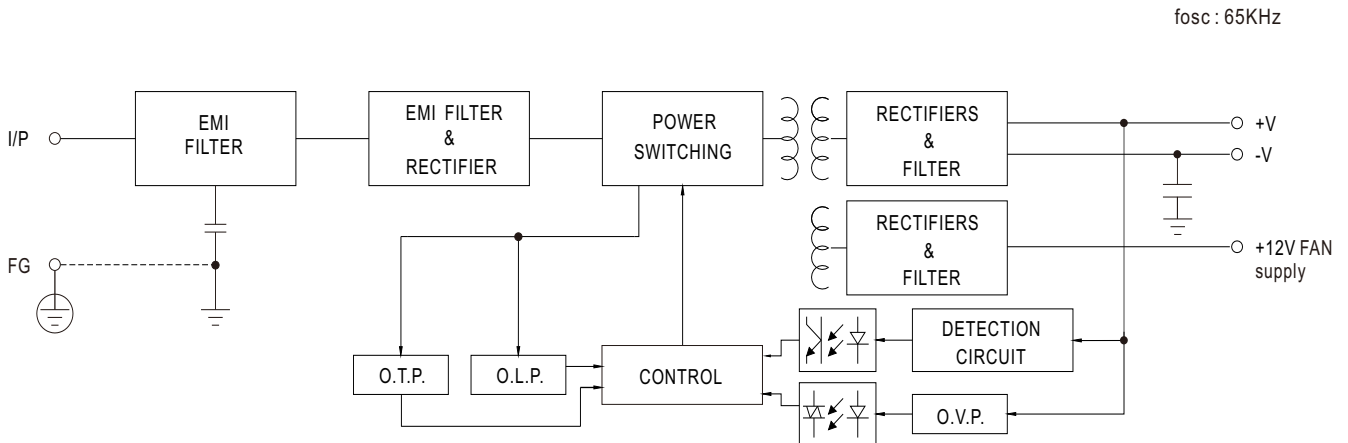 fosc : 65KHz
I/P
EMI
FILTER
EMI FILTER
&
RECTIFIER
POWER
SWITCHING
RECTIFIERS
&
FILTER
+V
-V
RECTIFIERS
&
FILTER
+12V FAN
supply
FG
O.T.P.
O.L.P.
CONTROL
DETECTION
CIRCUIT
O.V.P.